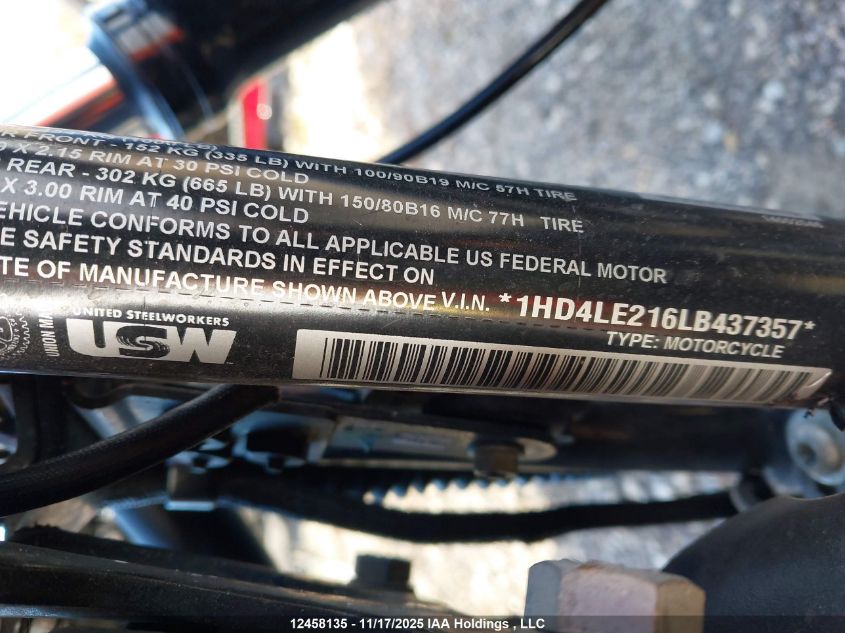 R FRONT - 152 KG (335 LB) WITH 100/90B19 M/C 57H TIRE
X 2.15 RIM AT 30 PSI COLD
REAR - 302 KG (665 LB) WITH 150/80B16 M/C 77H TIRE
X 3.00 RIM AT 40 PSI COLD
EHICLE CONFORMS TO ALL APPLICABLE US FEDERAL MOTOR
E SAFETY STANDARDS IN EFFECT ON
TE OF MANUFACTURE SHOWN ABOVE V.I.N. *1HD4LE216LB437357*
TYPE: MOTORCYCLE
UNION MA
UNITED STEELWORKERS
USW
12458135 - 11/17/2025 IAA Holdings , LLC